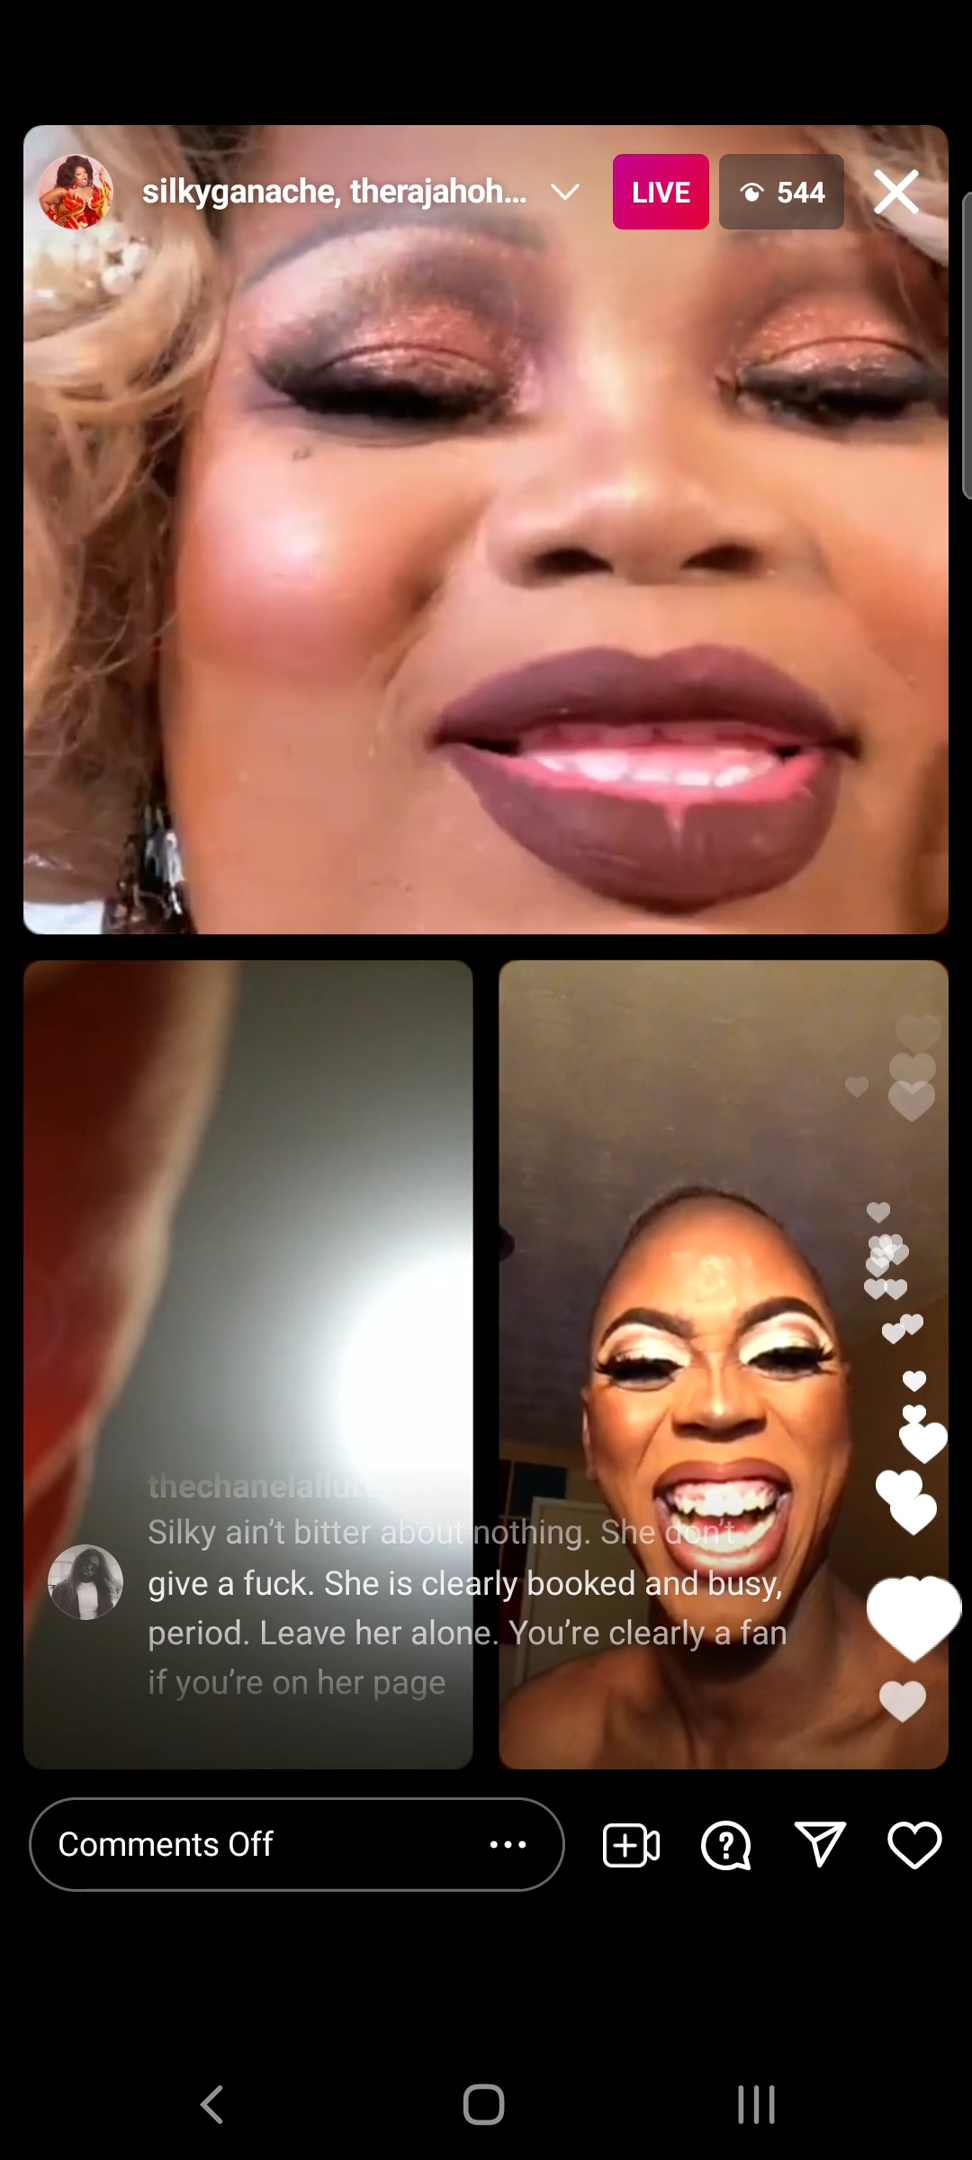 silkyganache, therajahoh...
LIVE
544
thechanelallure
Silky ain’t bitter about nothing. She don’t
give a fuck. She is clearly booked and busy,
period. Leave her alone. You’re clearly a fan
if you’re on her page
Comments Off